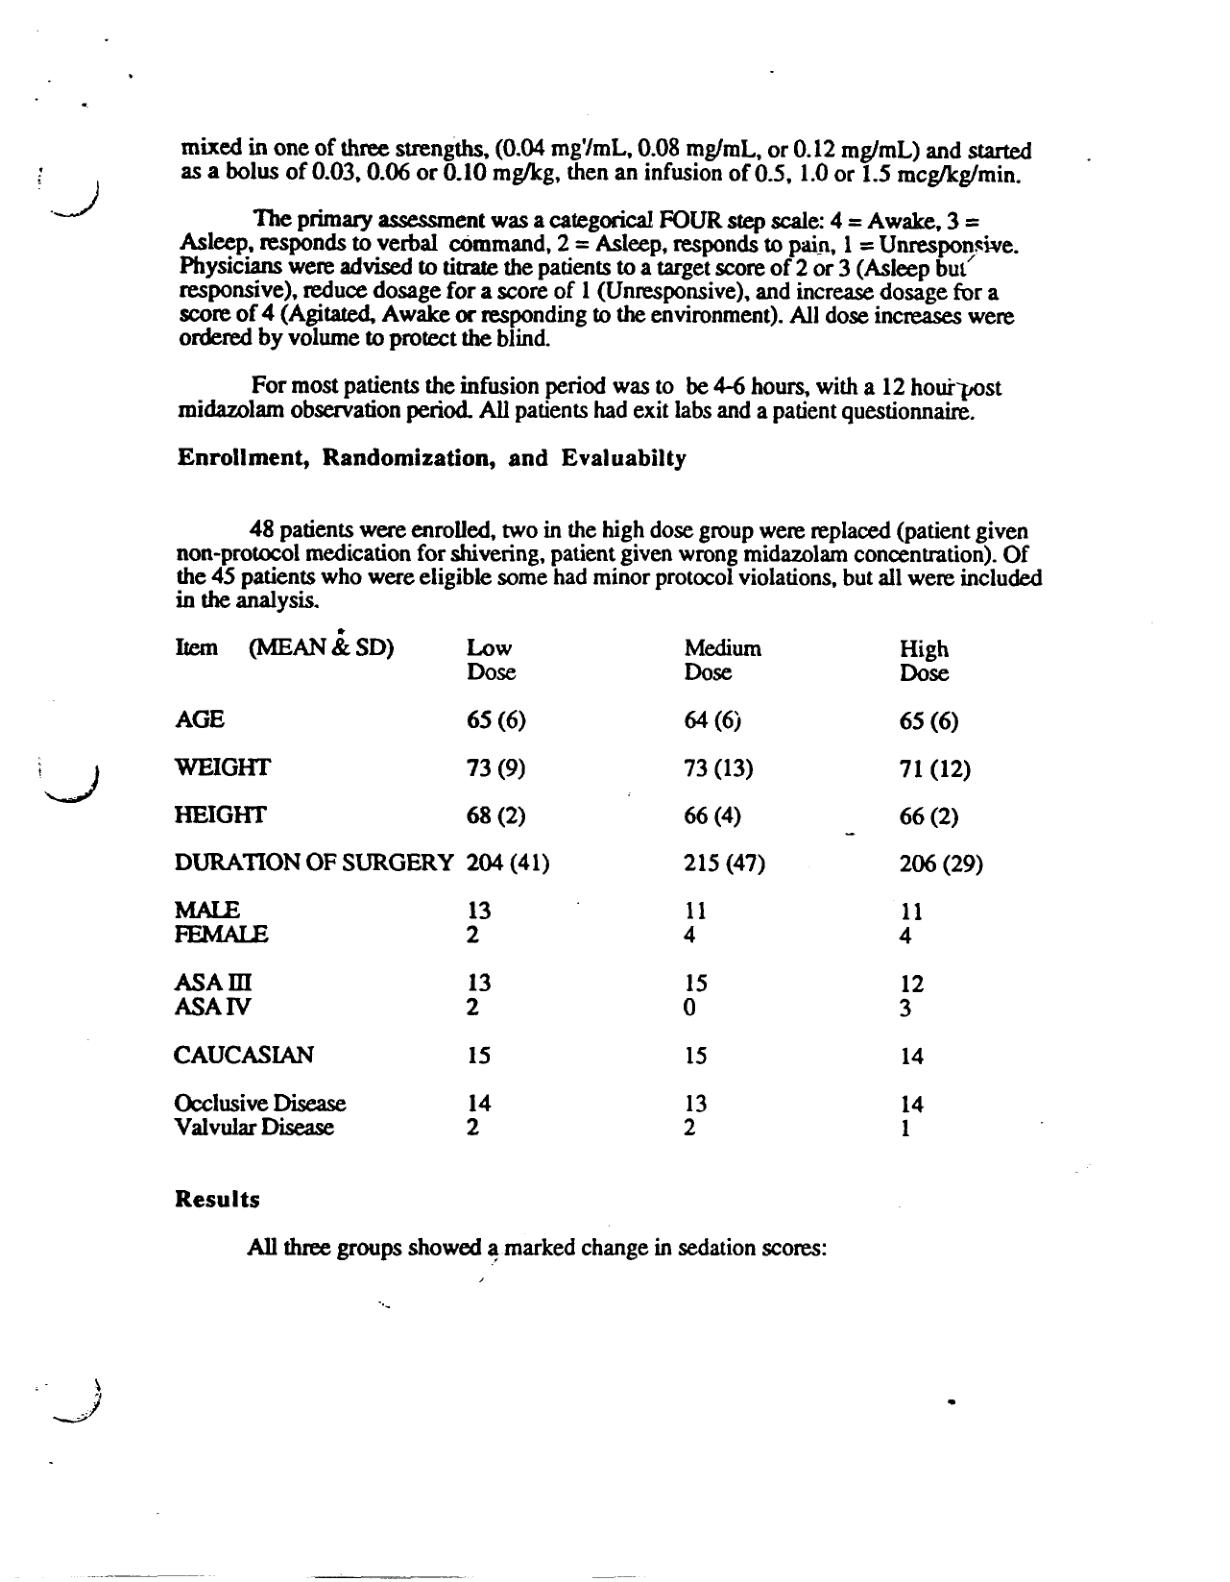 mixed in one of three strengths, (0.04 mg'/mL, 0.08 mg/mL, or 0.12 mg/mL) and started
as a bolus of 0.03, 0.06 or 0.10 mg/kg, then an infusion of 0.5, 1.0 or 1.5 mcg/kg/min.
The primary assessment was a categorical FOUR step scale: 4 = Awake, 3 =
Asleep, responds to verbal command, 2 = Asleep, responds to pain, 1 = Unresponsive.
Physicians were advised to titrate the patients to a target score of 2 or 3 (Asleep but
responsive), reduce dosage for a score of 1 (Unresponsive), and increase dosage for a
score of 4 (Agitated, Awake or responding to the environment). All dose increases were
ordered by volume to protect the blind.
For most patients the infusion period was to be 4-6 hours, with a 12 hour post
midazolam observation period. All patients had exit labs and a patient questionnaire.
Enrollment, Randomization, and Evaluabilty
48 patients were enrolled, two in the high dose group were replaced (patient given
non-protocol medication for shivering, patient given wrong midazolam concentration). Of
the 45 patients who were eligible some had minor protocol violations, but all were included
in the analysis.
Item (MEAN & SD) Low Medium High
Dose Dose Dose
AGE 65 (6) 64 (6) 65 (6)
WEIGHT 73 (9) 73 (13) 71 (12)
HEIGHT 68 (2) 66 (4) 66 (2)
DURATION OF SURGERY 204 (41) 215 (47) 206 (29)
MALE 13 11 11
FEMALE 2 4 4
ASA III 13 15 12
ASA IV 2 0 3
CAUCASIAN 15 15 14
Occlusive Disease 14 13 14
Valvular Disease 2 2 1
Results
All three groups showed a marked change in sedation scores: